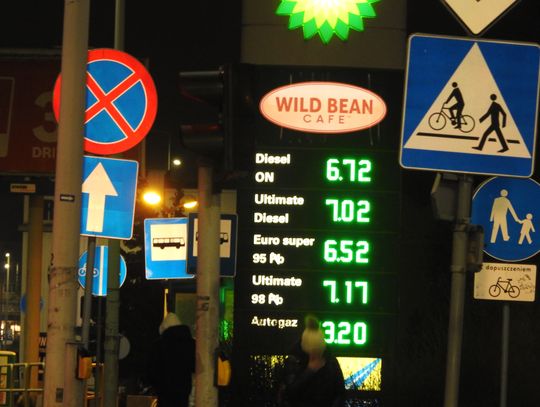 WILD BEAN
CAFE
Diesel
ON
6.72
Ultimate
Diesel
7.02
Euro super
95 Pb
6.52
Ultimate
98 Pb
7.17
Autogaz
3.20
dopuszczem